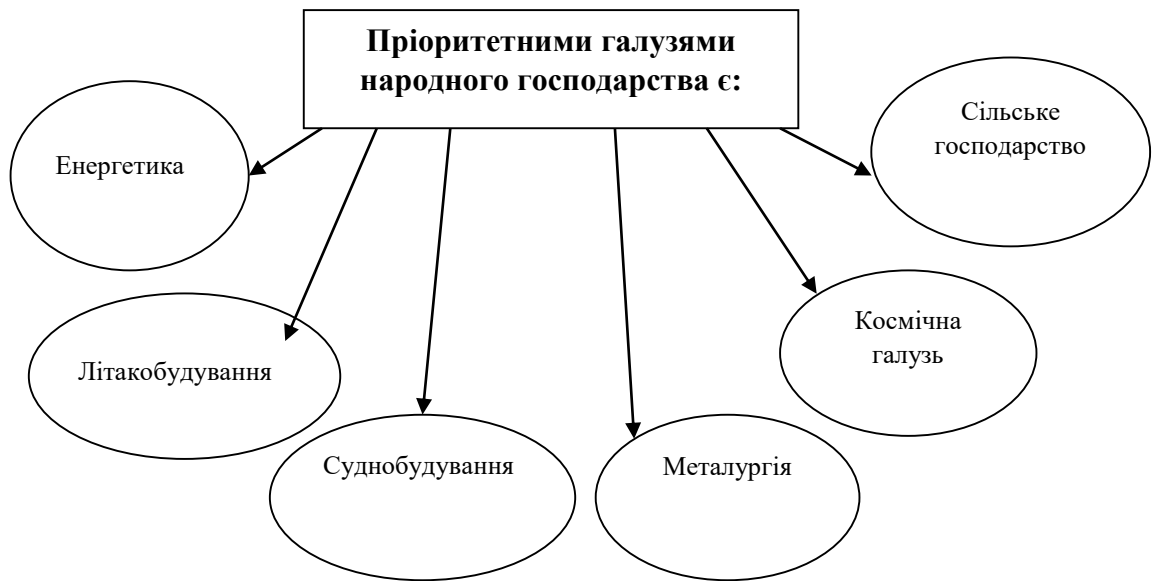 Пріоритетними галузями
народного господарства є:
Енергетика
Літакобудування
Суднобудування
Металургія
Космічна
галузь
Сільське
господарство